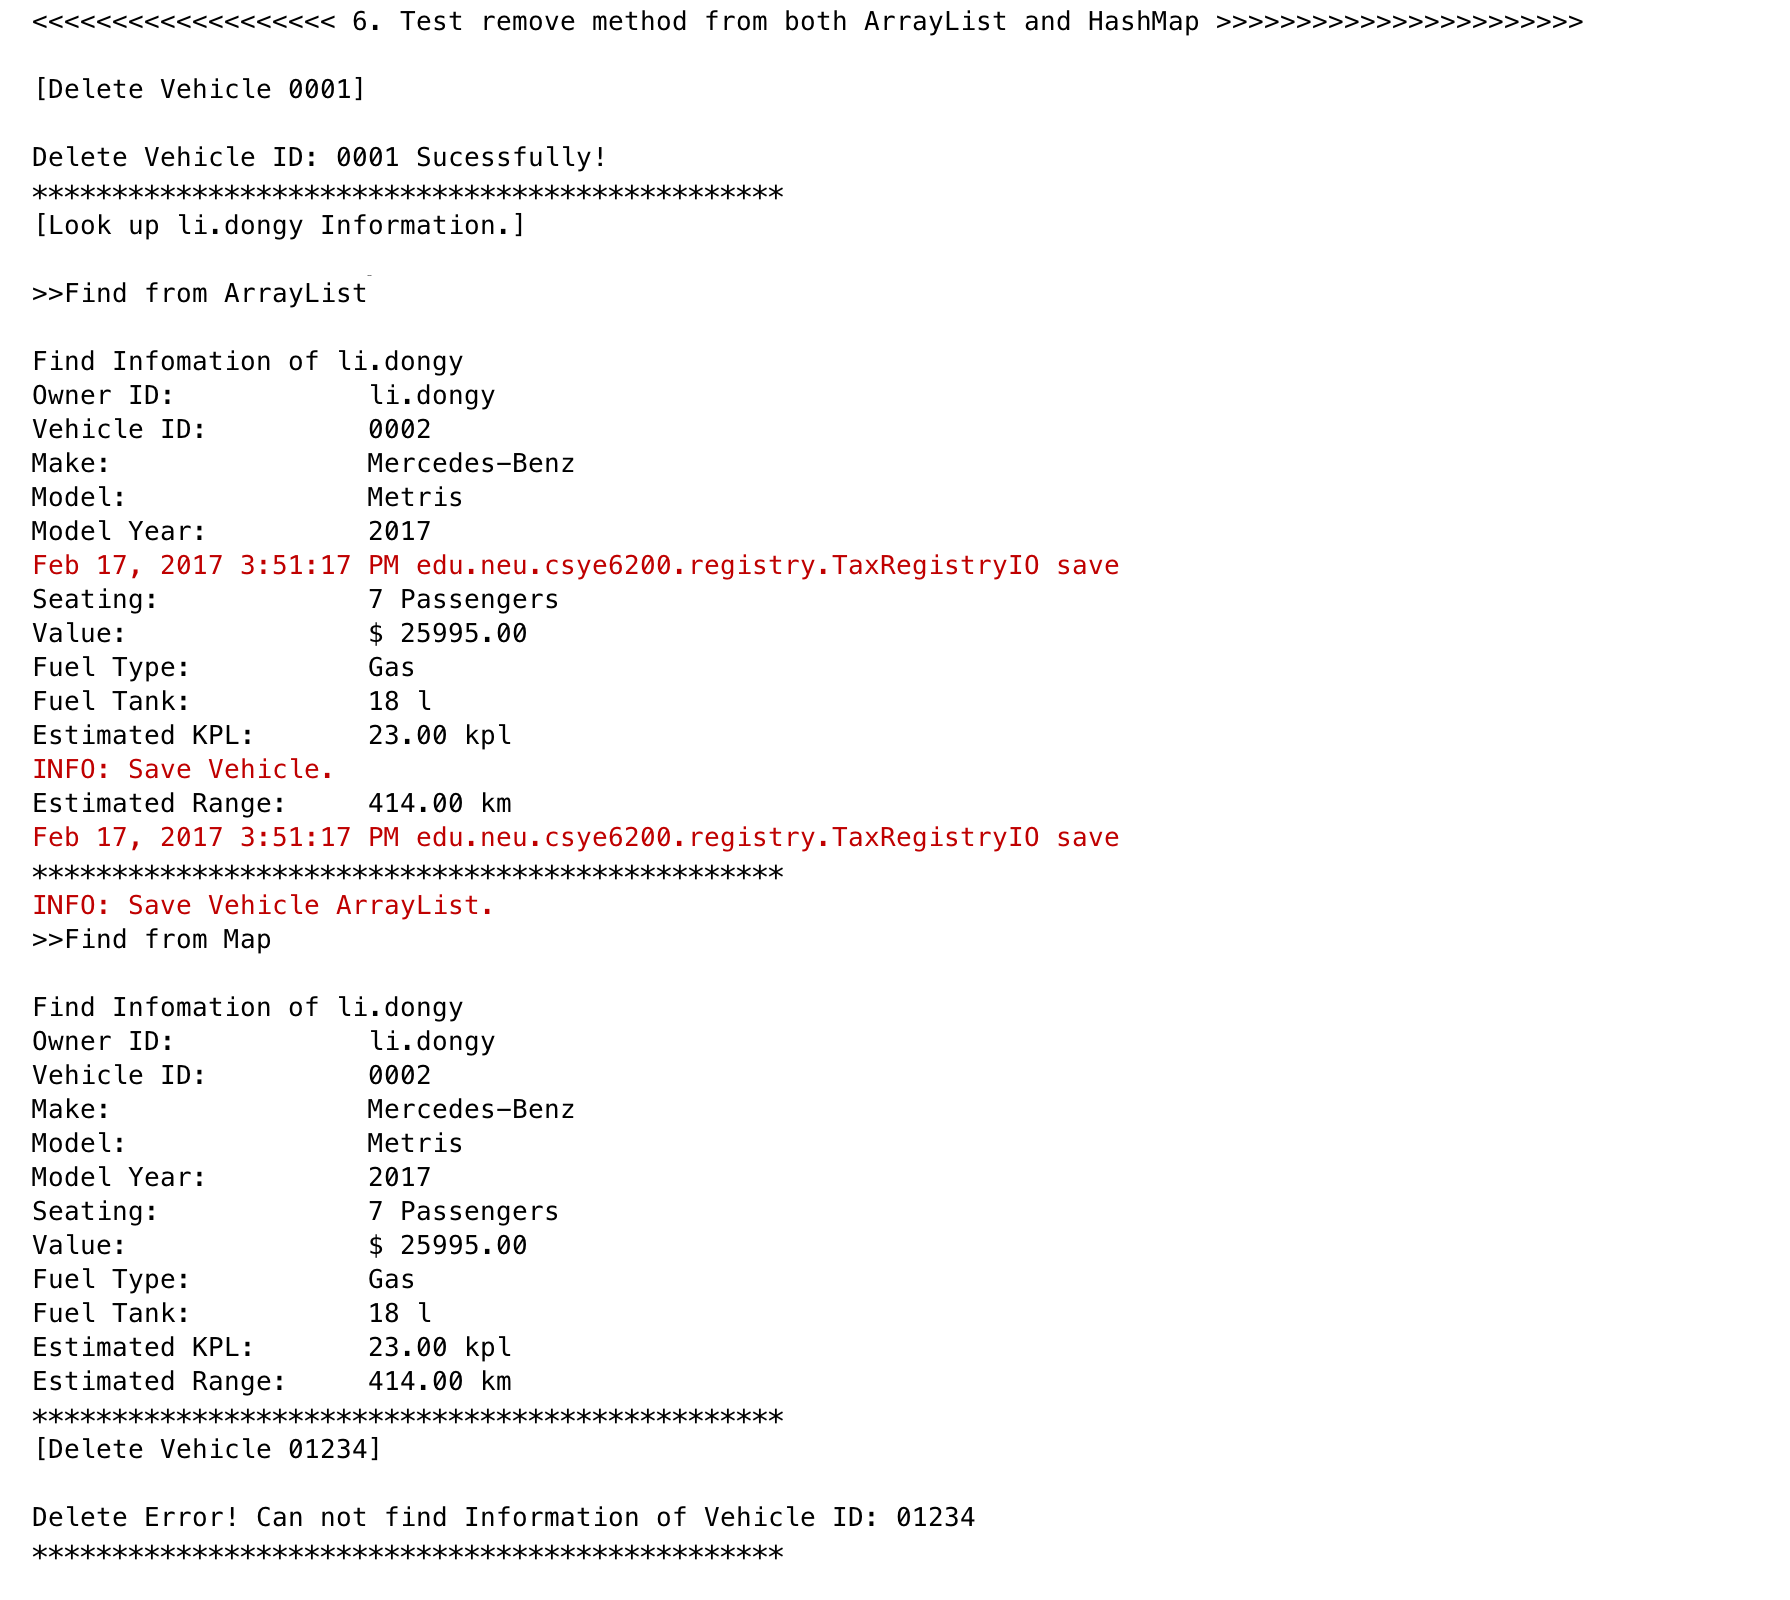 <<<<<<<<<<<<<<<<<<< 6. Test remove method from both ArrayList and HashMap >>>>>>>>>>>>>>>>>>>>>>>
[Delete Vehicle 0001]
Delete Vehicle ID: 0001 Sucessfully!
***********************************************
[Look up li.dongy Information.]
>>Find from ArrayList
Find Infomation of li.dongy
Owner ID: li.dongy
Vehicle ID: 0002
Make: Mercedes-Benz
Model: Metris
Model Year: 2017
Feb 17, 2017 3:51:17 PM edu.neu.csye6200.registry.TaxRegistryIO save
Seating: 7 Passengers
Value: $ 25995.00
Fuel Type: Gas
Fuel Tank: 18 l
Estimated KPL: 23.00 kpl
INFO: Save Vehicle.
Estimated Range: 414.00 km
Feb 17, 2017 3:51:17 PM edu.neu.csye6200.registry.TaxRegistryIO save
***********************************************
INFO: Save Vehicle ArrayList.
>>Find from Map
Find Infomation of li.dongy
Owner ID: li.dongy
Vehicle ID: 0002
Make: Mercedes-Benz
Model: Metris
Model Year: 2017
Seating: 7 Passengers
Value: $ 25995.00
Fuel Type: Gas
Fuel Tank: 18 l
Estimated KPL: 23.00 kpl
Estimated Range: 414.00 km
***********************************************
[Delete Vehicle 01234]
Delete Error! Can not find Information of Vehicle ID: 01234
***********************************************